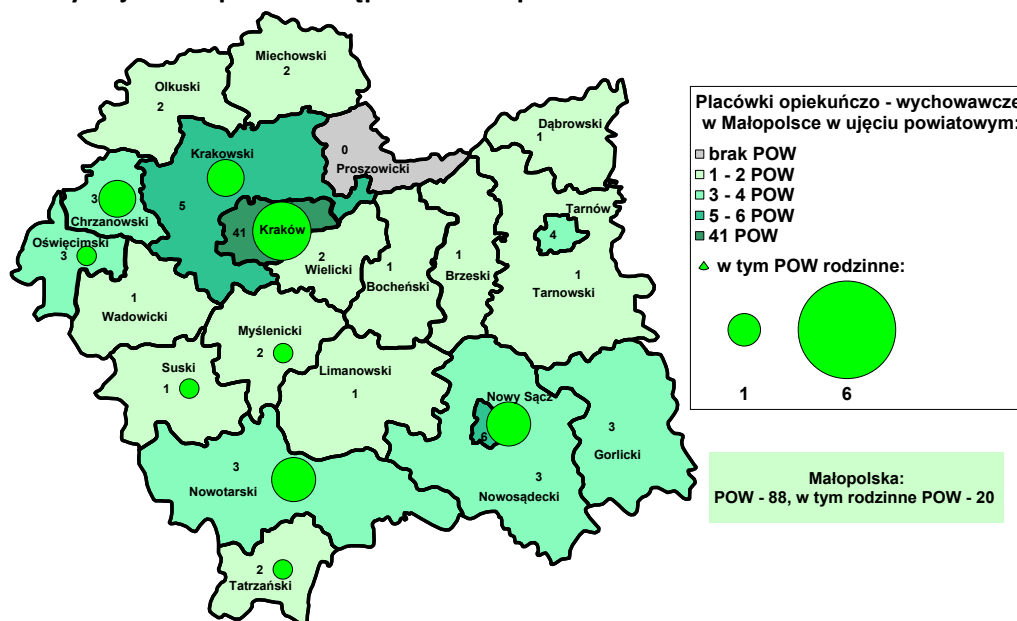 Miechowski
2
Olkuski
2
Dąbrowski
1
Krakowski
5
0
Proszowicki
3
Chrzanowski
Tarnów
4
Oświęcimski
3
41
Kraków
2
Wielicki
1
Bocheński
1
Brzeski
1
Tarnowski
1
Wadowicki
Myślenicki
2
Suski
1
Limanowski
1
Nowy Sącz
6
3
Gorlicki
3
Nowotarski
3
Nowosądecki
2
Tatrzański
Placówki opiekuńczo - wychowawcze
w Małopolsce w ujęciu powiatowym:
brak POW
1 - 2 POW
3 - 4 POW
5 - 6 POW
41 POW
w tym POW rodzinne:
1 6
Małopolska:
POW - 88, w tym rodzinne POW - 20